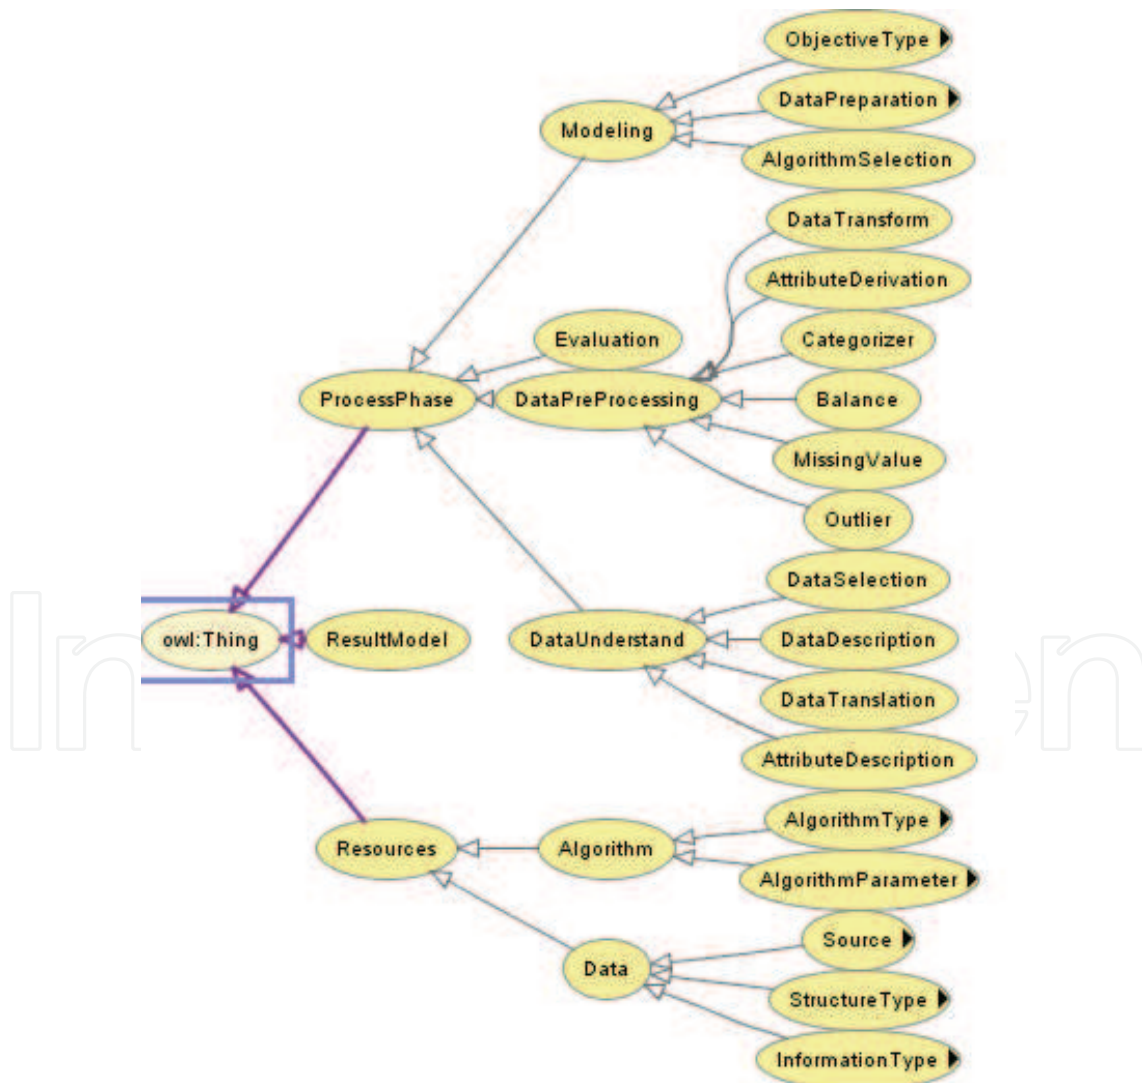 ObjectiveType
DataPreparation
Modeling
AlgorithmSelection
DataTransform
AttributeDerivation
Evaluation
Categorizer
ProcessPhase
DataPreProcessing
Balance
MissingValue
Outlier
DataSelection
owl:Thing
ResultModel
DataUnderstand
DataDescription
DataTranslation
AttributeDescription
AlgorithmType
Resources
Algorithm
AlgorithmParameter
Source
Data
StructureType
InformationType